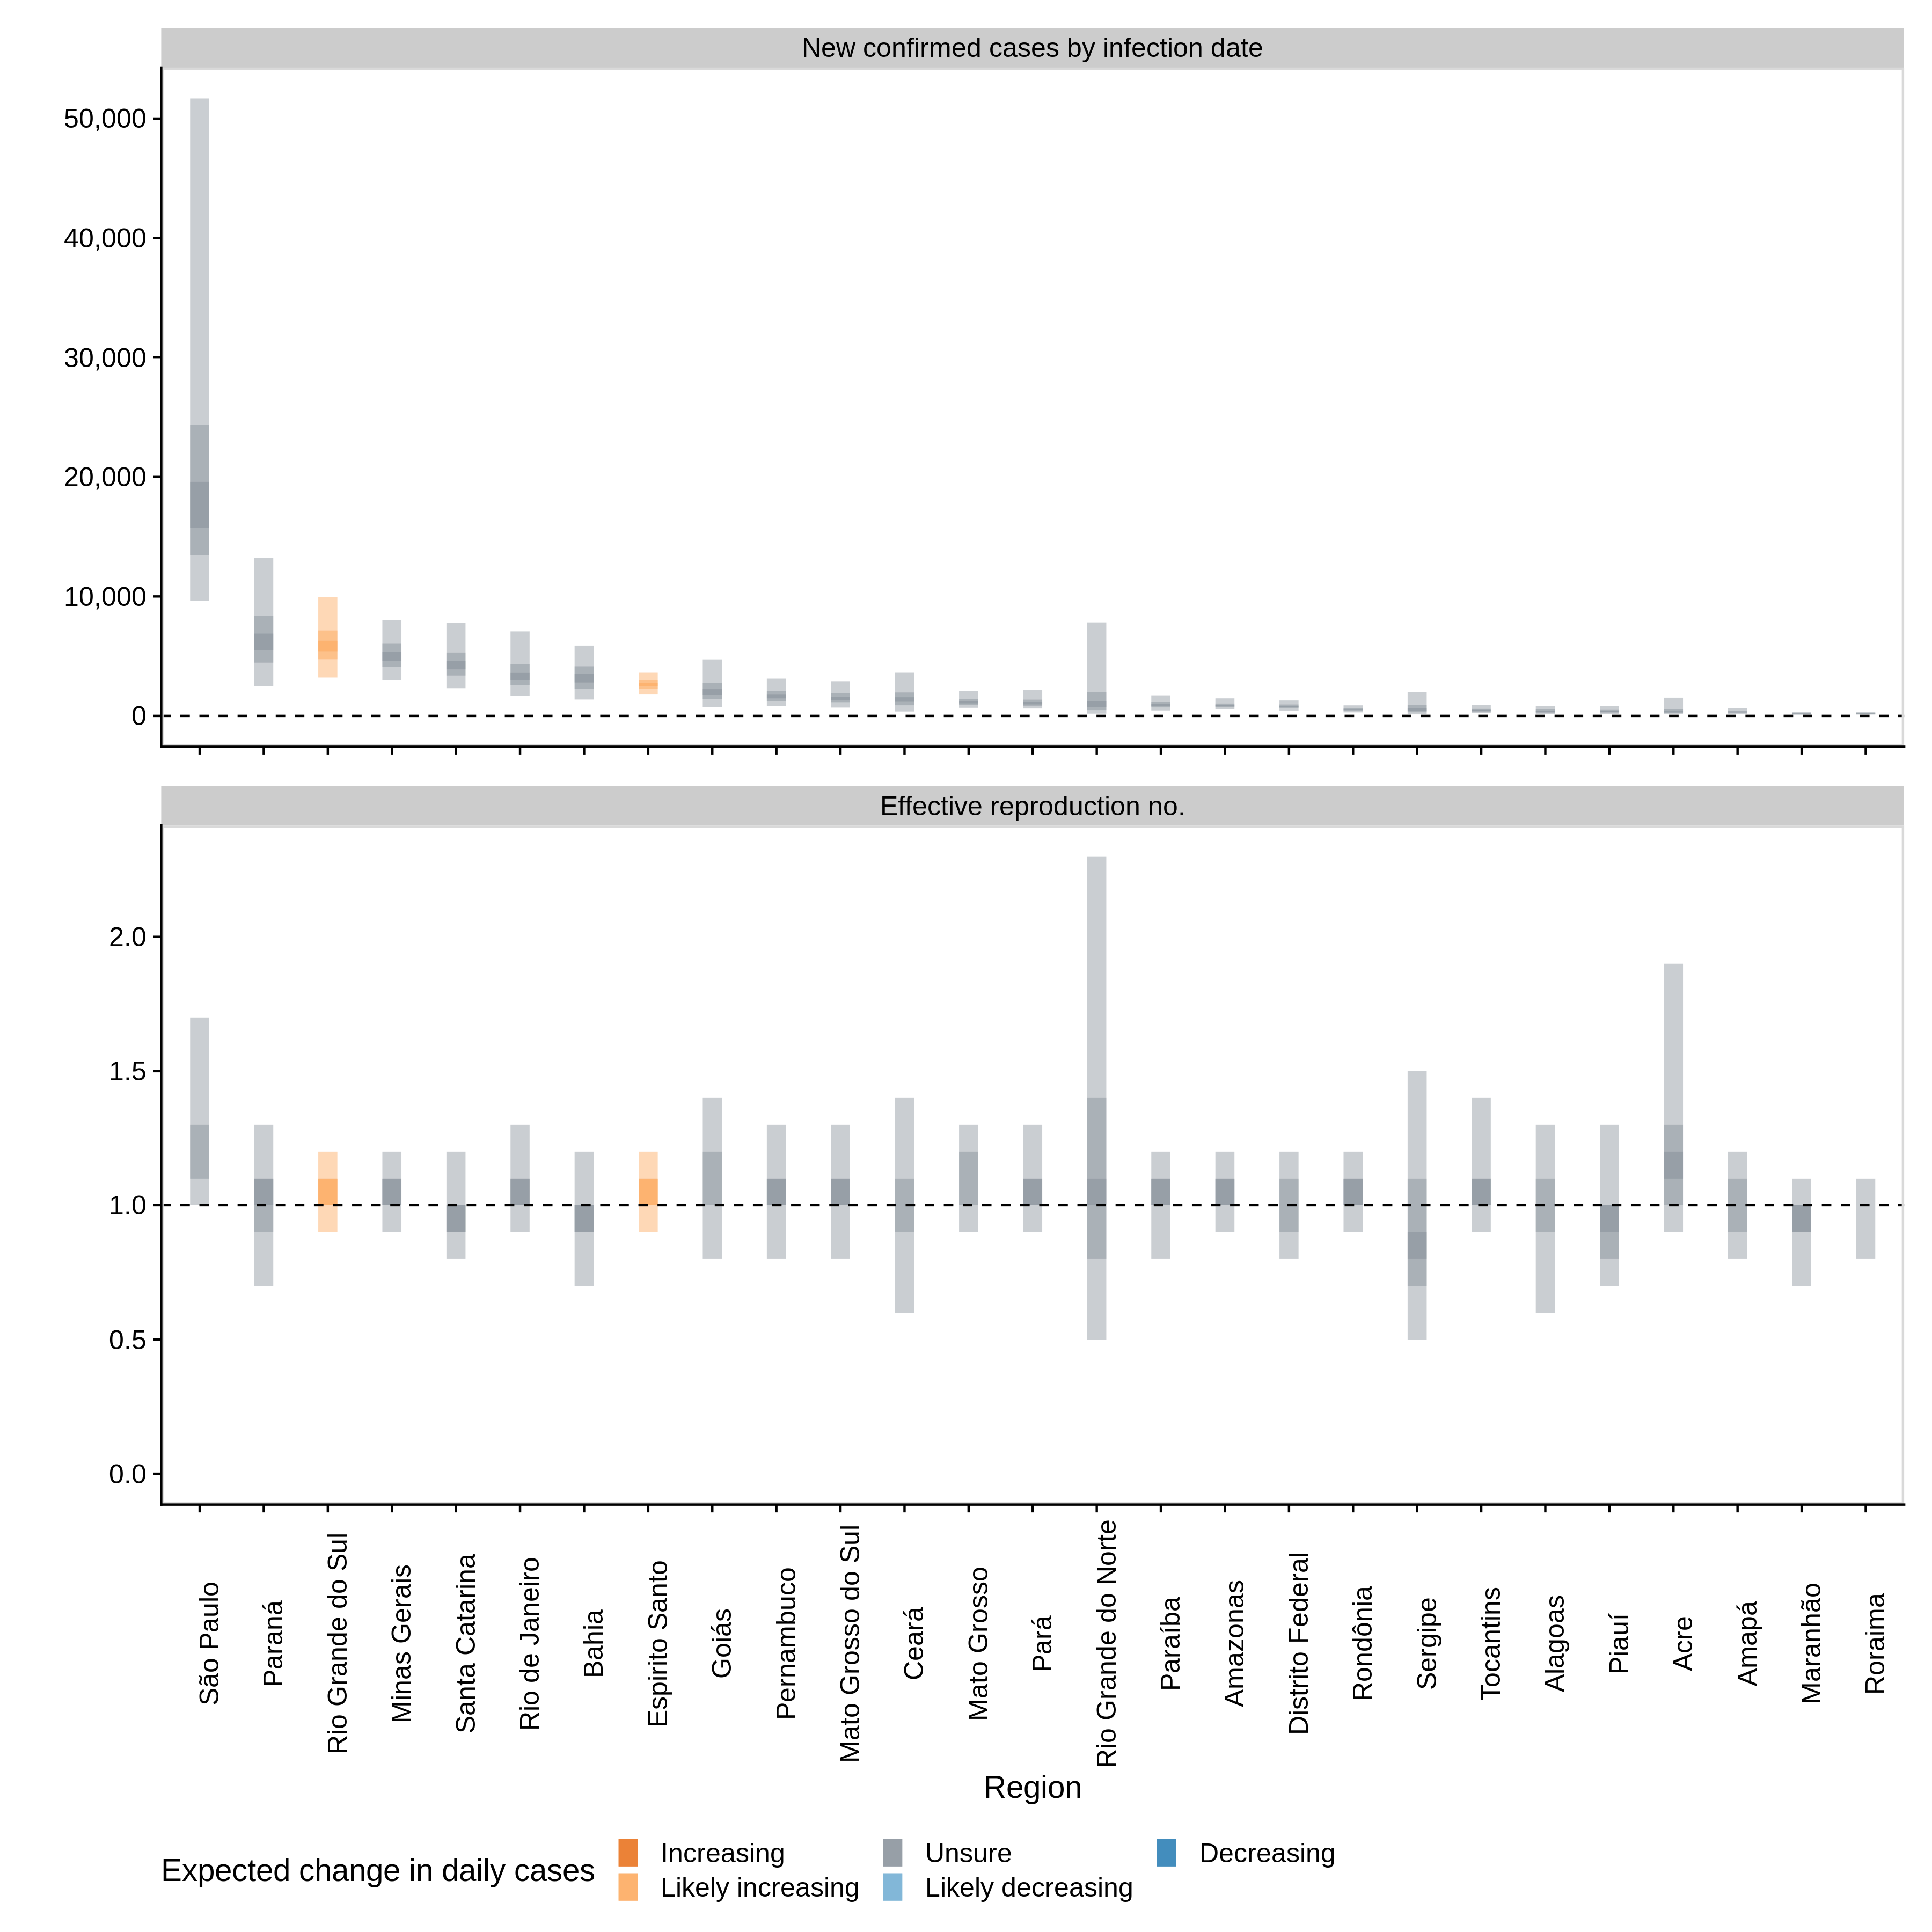 New confirmed cases by infection date
50,000
40,000
30,000
20,000
10,000
0
Effective reproduction no.
2.0
1.5
1.0
0.5
0.0
São Paulo
Paraná
Rio Grande do Sul
Minas Gerais
Santa Catarina
Rio de Janeiro
Bahia
Espirito Santo
Goiás
Pernambuco
Mato Grosso do Sul
Ceará
Mato Grosso
Pará
Rio Grande do Norte
Paraíba
Amazonas
Distrito Federal
Rondônia
Sergipe
Tocantins
Alagoas
Piauí
Acre
Amapá
Maranhão
Roraima
Region
Expected change in daily cases
Increasing
Likely increasing
Unsure
Likely decreasing
Decreasing